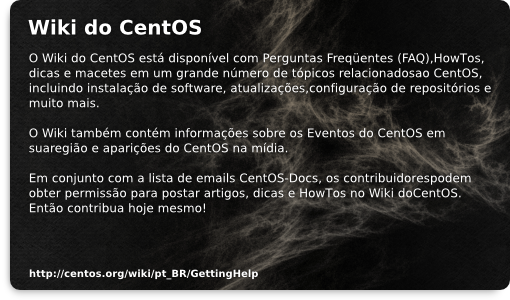 Wiki do CentOS
O Wiki do CentOS está disponível com Perguntas Freqüentes (FAQ),HowTos,
dicas e macetes em um grande número de tópicos relacionadosao CentOS,
incluindo instalação de software, atualizações,configuração de repositórios e
muito mais.
O Wiki também contém informações sobre os Eventos do CentOS em
suaregião e aparições do CentOS na mídia.
Em conjunto com a lista de emails CentOS-Docs, os contribuidorespodem
obter permissão para postar artigos, dicas e HowTos no Wiki doCentOS.
Então contribua hoje mesmo!
http://centos.org/wiki/pt_BR/GettingHelp